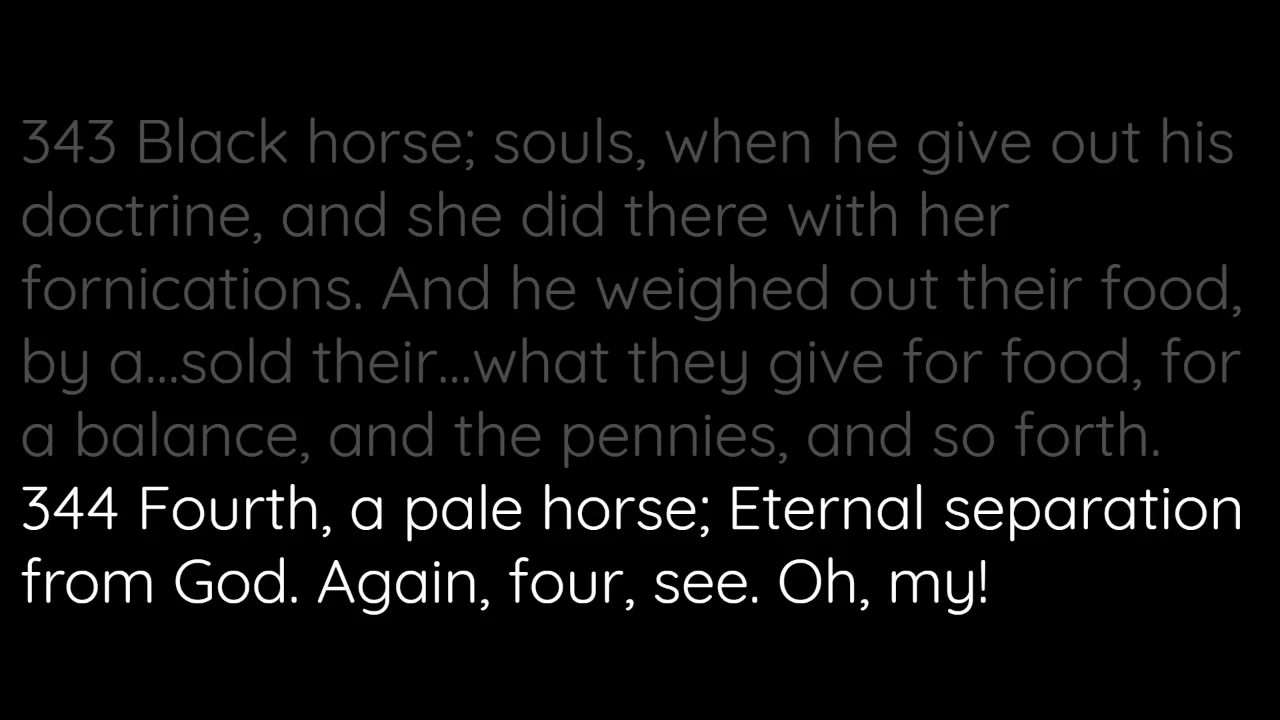 343 Black horse; souls, when he give out his
doctrine, and she did there with her
fornications. And he weighed out their food,
by a...sold their...what they give for food, for
a balance, and the pennies, and so forth.
344 Fourth, a pale horse; Eternal separation
from God. Again, four, see. Oh, my!